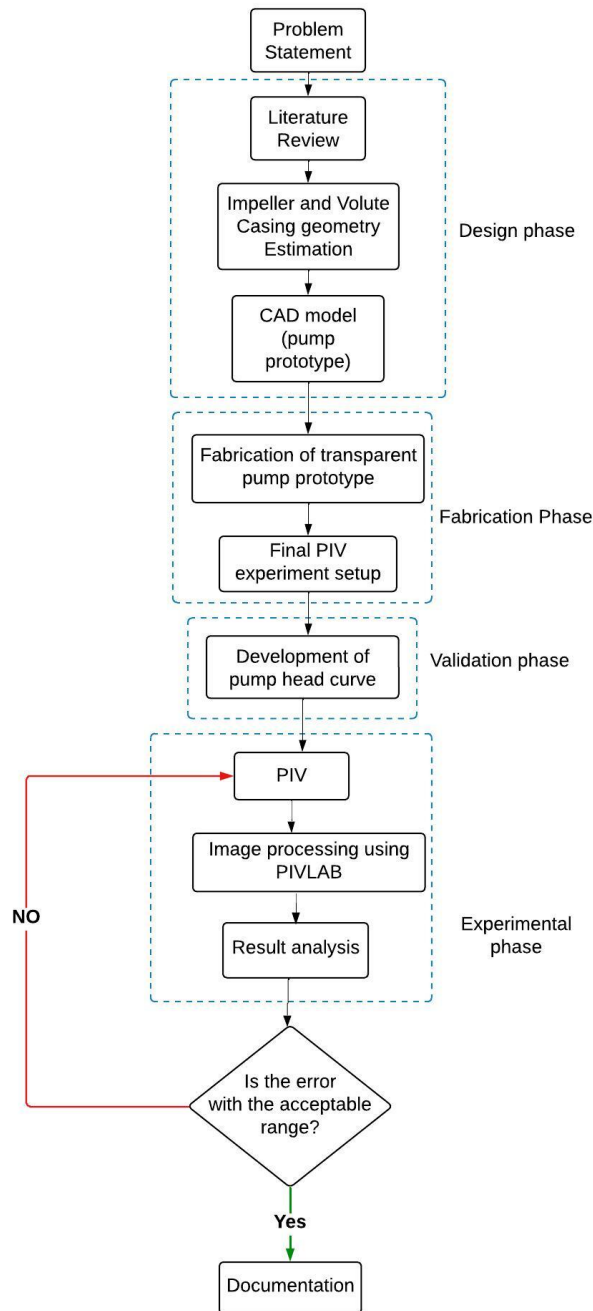 Problem
Statement
Literature
Review
Impeller and Volute
Casing geometry
Estimation
Design phase
CAD model
(pump
prototype)
Fabrication of transparent
pump prototype
Fabrication Phase
Final PIV
experiment setup
Development of
pump head curve
Validation phase
PIV
Image processing using
PIVLAB
NO
Result analysis
Experimental
phase
Is the error
with the acceptable
range?
Yes
Documentation